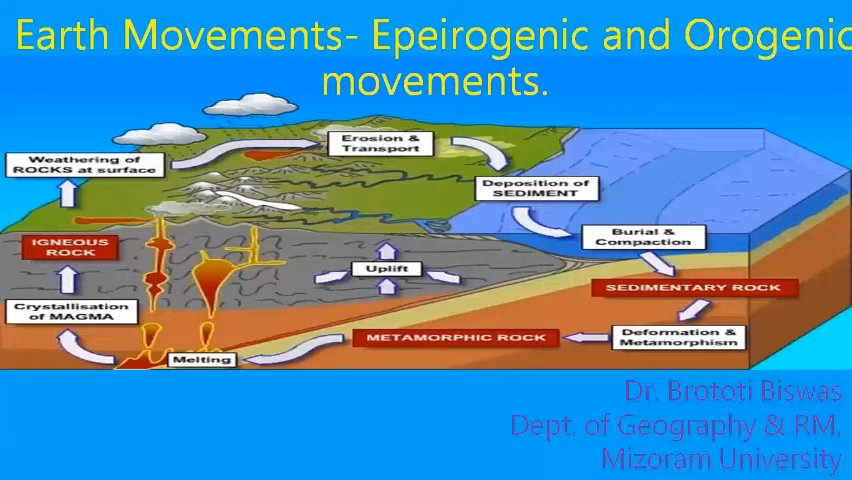 Earth Movements- Epeirogenic and Orogenic
movements.
Erosion &
Transport
Weathering of
ROCKS at surface
Deposition of
SEDIMENT
Burial &
Compaction
IGNEOUS
ROCK
Uplift
SEDIMENTARY ROCK
Crystallisation
of MAGMA
METAMORPHIC ROCK
Deformation &
Metamorphism
Melting
Dr. Brototi Biswas
Dept. of Geography & RM,
Mizoram University